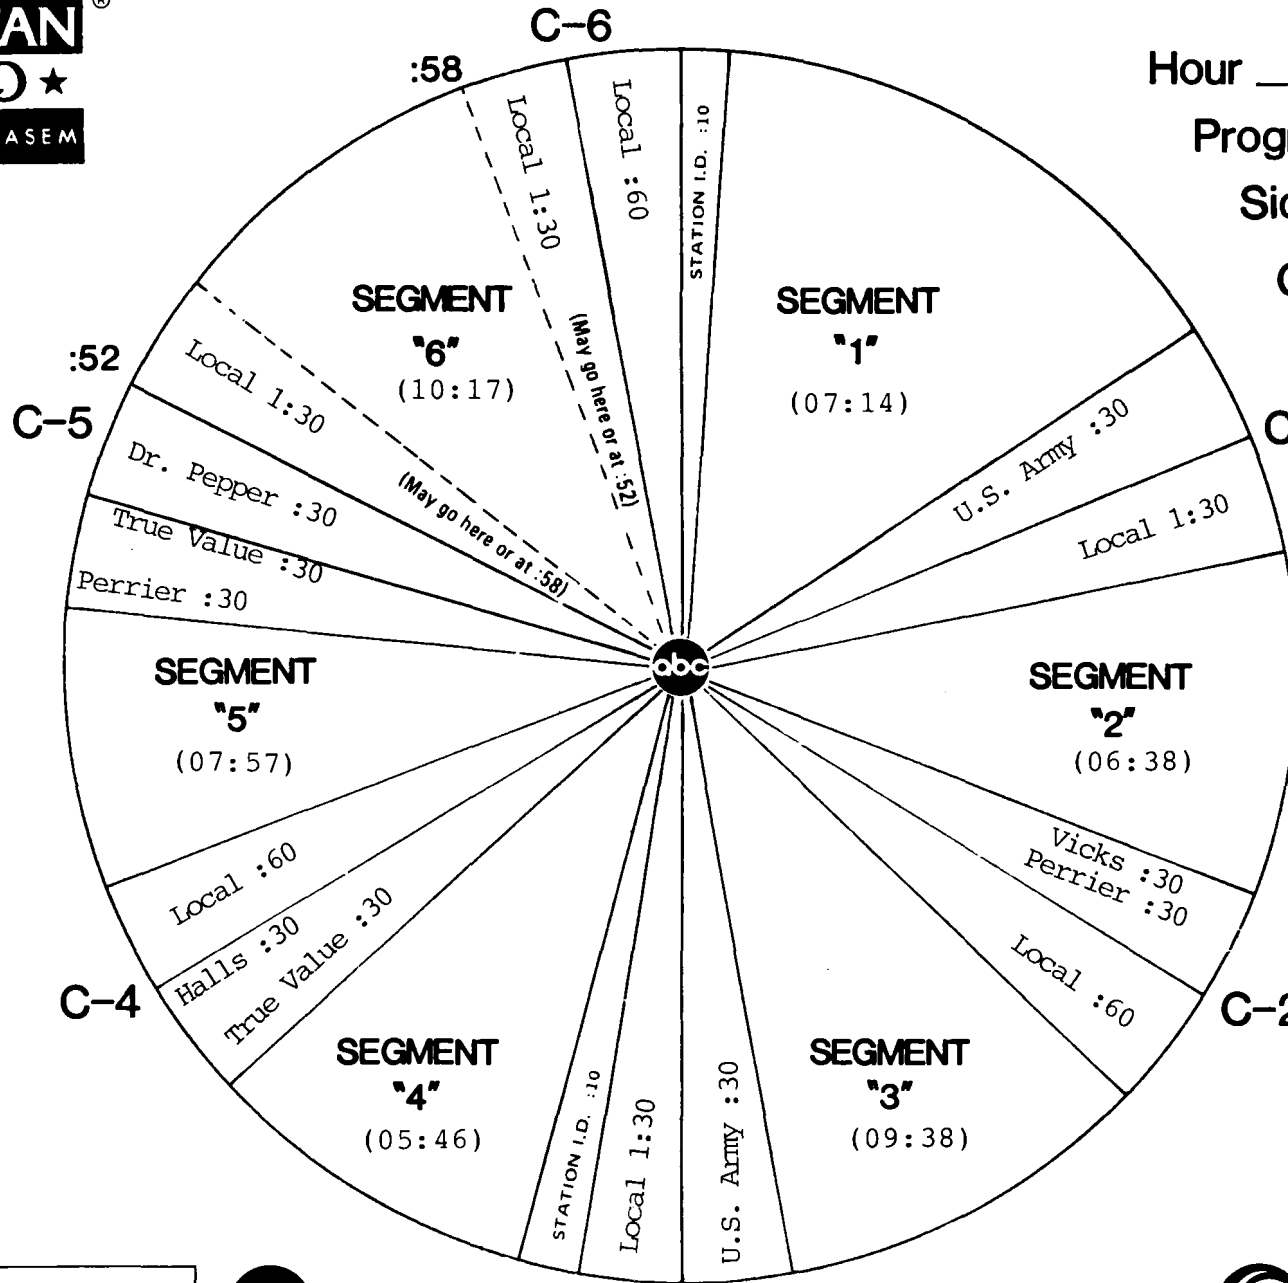 C-6
:58
Hour
SEGMENT
"1"
(07:14)
STATION I.D. :10
Local :60
Local 1:30
(May go here or at :52)
SEGMENT
"6"
(10:17)
Local 1:30
(May go here or at :58)
:52
C-5
Dr. Pepper :30
True Value :30
Perrier :30
U.S. Army :30
Local 1:30
abc
SEGMENT
"5"
(07:57)
SEGMENT
"2"
(06:38)
Vicks :30
Perrier :30
Local :60
Local :60
Halls :30
True Value :30
C-4
C-2
SEGMENT
"4"
(05:46)
STATION I.D. :10
Local 1:30
U.S. Army :30
SEGMENT
"3"
(09:38)